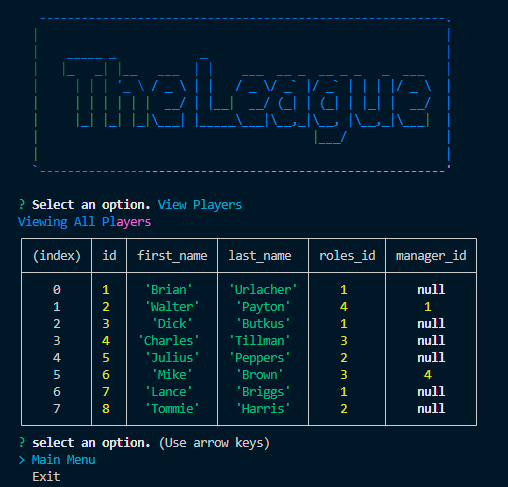 The League
? Select an option. View Players
Viewing All Players
(index) id first_name last_name roles_id manager_id
0 1 'Brian' 'Urlacher' 1 null
1 2 'Walter' 'Payton' 4 1
2 3 'Dick' 'Butkus' 1 null
3 4 'Charles' 'Tillman' 3 null
4 5 'Julius' 'Peppers' 2 null
5 6 'Mike' 'Brown' 3 4
6 7 'Lance' 'Briggs' 1 null
7 8 'Tommie' 'Harris' 2 null
? select an option. (Use arrow keys)
> Main Menu
Exit